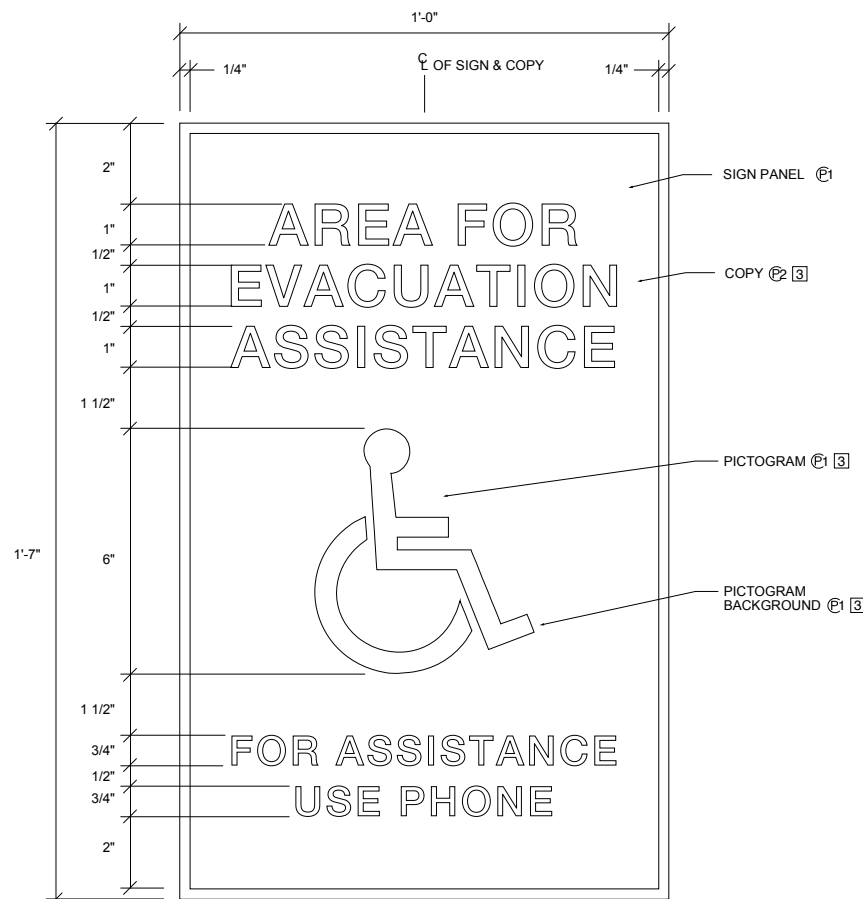 1'-0"
1/4"
℄ OF SIGN & COPY
1/4"
2"
SIGN PANEL P1
1"
AREA FOR
1/2"
1"
EVACUATION
COPY P2 3
1/2"
1"
ASSISTANCE
1 1/2"
PICTOGRAM P1 3
1'-7"
6"
PICTOGRAM
BACKGROUND P1 3
1 1/2"
3/4"
FOR ASSISTANCE
1/2"
3/4"
USE PHONE
2"